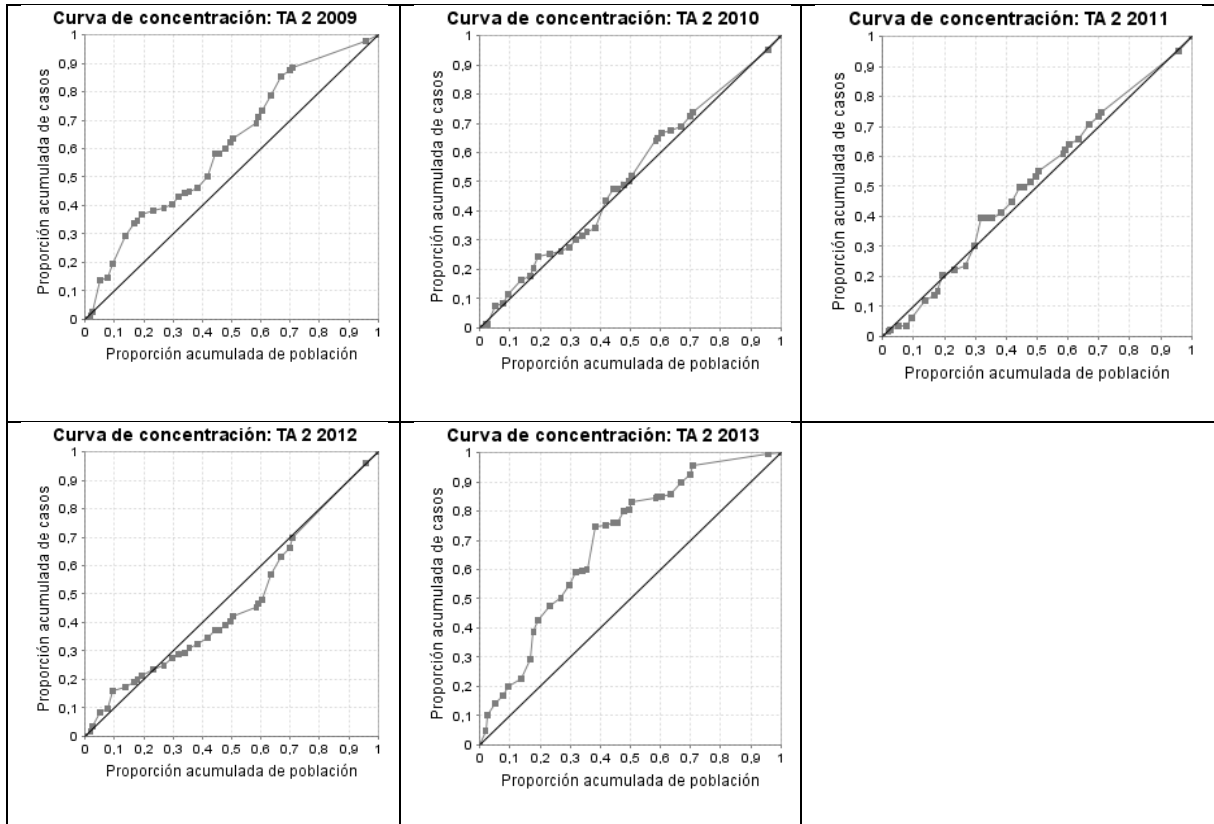 Curva de concentración: TA 2 2009
Proporción acumulada de casos
1
0,9
0,8
0,7
0,6
0,5
0,4
0,3
0,2
0,1
0
0 0,1 0,2 0,3 0,4 0,5 0,6 0,7 0,8 0,9 1
Proporción acumulada de población
Curva de concentración: TA 2 2010
Proporción acumulada de casos
1
0,9
0,8
0,7
0,6
0,5
0,4
0,3
0,2
0,1
0
0 0,1 0,2 0,3 0,4 0,5 0,6 0,7 0,8 0,9 1
Proporción acumulada de población
Curva de concentración: TA 2 2011
Proporción acumulada de casos
1
0,9
0,8
0,7
0,6
0,5
0,4
0,3
0,2
0,1
0
0 0,1 0,2 0,3 0,4 0,5 0,6 0,7 0,8 0,9 1
Proporción acumulada de población
Curva de concentración: TA 2 2012
Proporción acumulada de casos
1
0,9
0,8
0,7
0,6
0,5
0,4
0,3
0,2
0,1
0
0 0,1 0,2 0,3 0,4 0,5 0,6 0,7 0,8 0,9 1
Proporción acumulada de población
Curva de concentración: TA 2 2013
Proporción acumulada de casos
1
0,9
0,8
0,7
0,6
0,5
0,4
0,3
0,2
0,1
0
0 0,1 0,2 0,3 0,4 0,5 0,6 0,7 0,8 0,9 1
Proporción acumulada de población